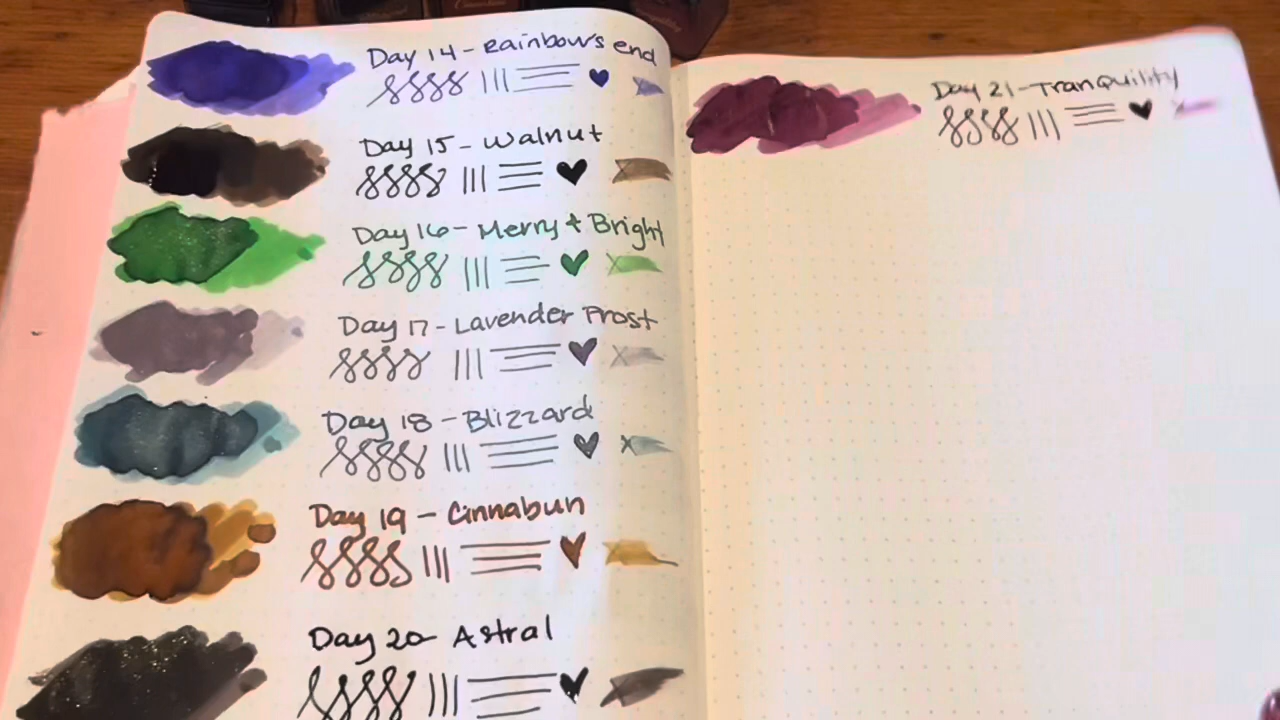 Day 14 - Rainbow's end
Day 15 - Walnut
Day 16 - Merry + Bright
Day 17 - Lavender Frost
Day 18 - Blizzard
Day 19 - Cinnabun
Day 20 - Astral
Day 21 - Tranquility